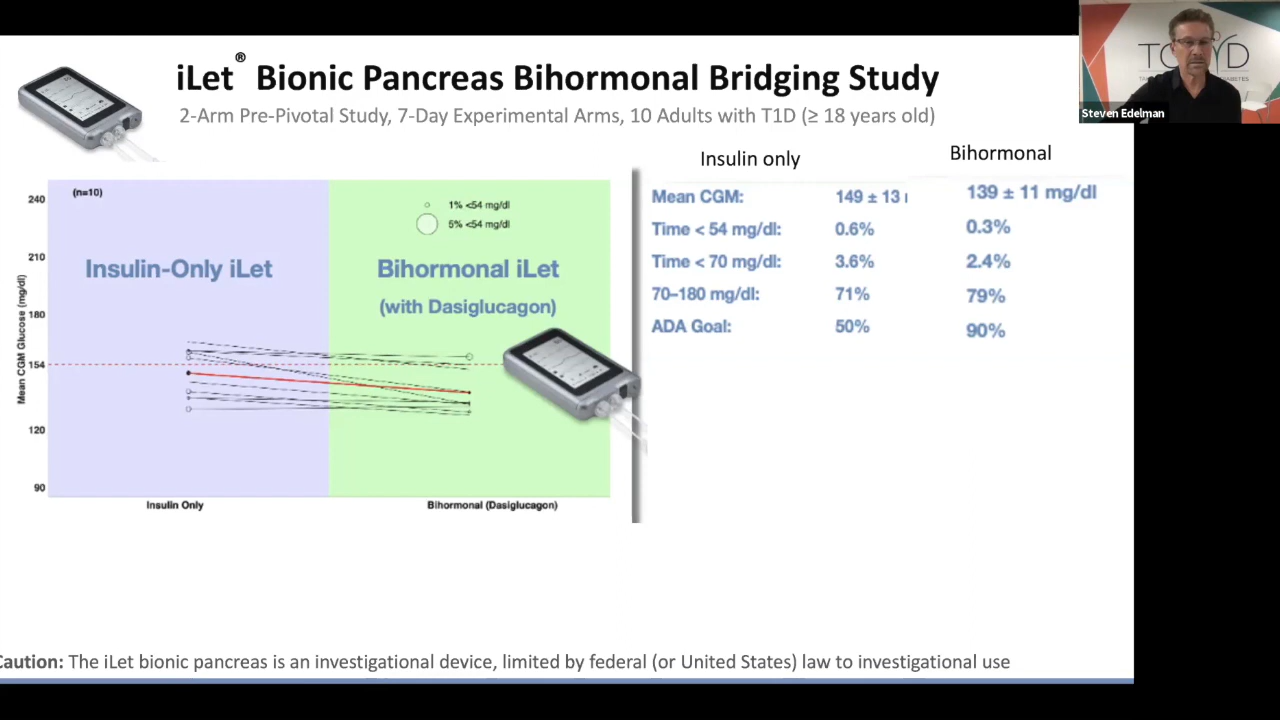 iLet® Bionic Pancreas Bihormonal Bridging Study
2-Arm Pre-Pivotal Study, 7-Day Experimental Arms, 10 Adults with T1D (≥ 18 years old)
Steven Edelman
Insulin only
Bihormonal
Mean CGM: 149 ± 13 139 ± 11 mg/dl
Time < 54 mg/dl: 0.6% 0.3%
Time < 70 mg/dl: 3.6% 2.4%
70–180 mg/dl: 71% 79%
ADA Goal: 50% 90%
(n=10)
1% <54 mg/dl
5% <54 mg/dl
Insulin-Only iLet
Bihormonal iLet
(with Dasiglucagon)
Mean CGM Glucose (mg/dl)
240
210
180
154
120
90
Insulin Only
Bihormonal (Dasiglucagon)
Caution: The iLet bionic pancreas is an investigational device, limited by federal (or United States) law to investigational use